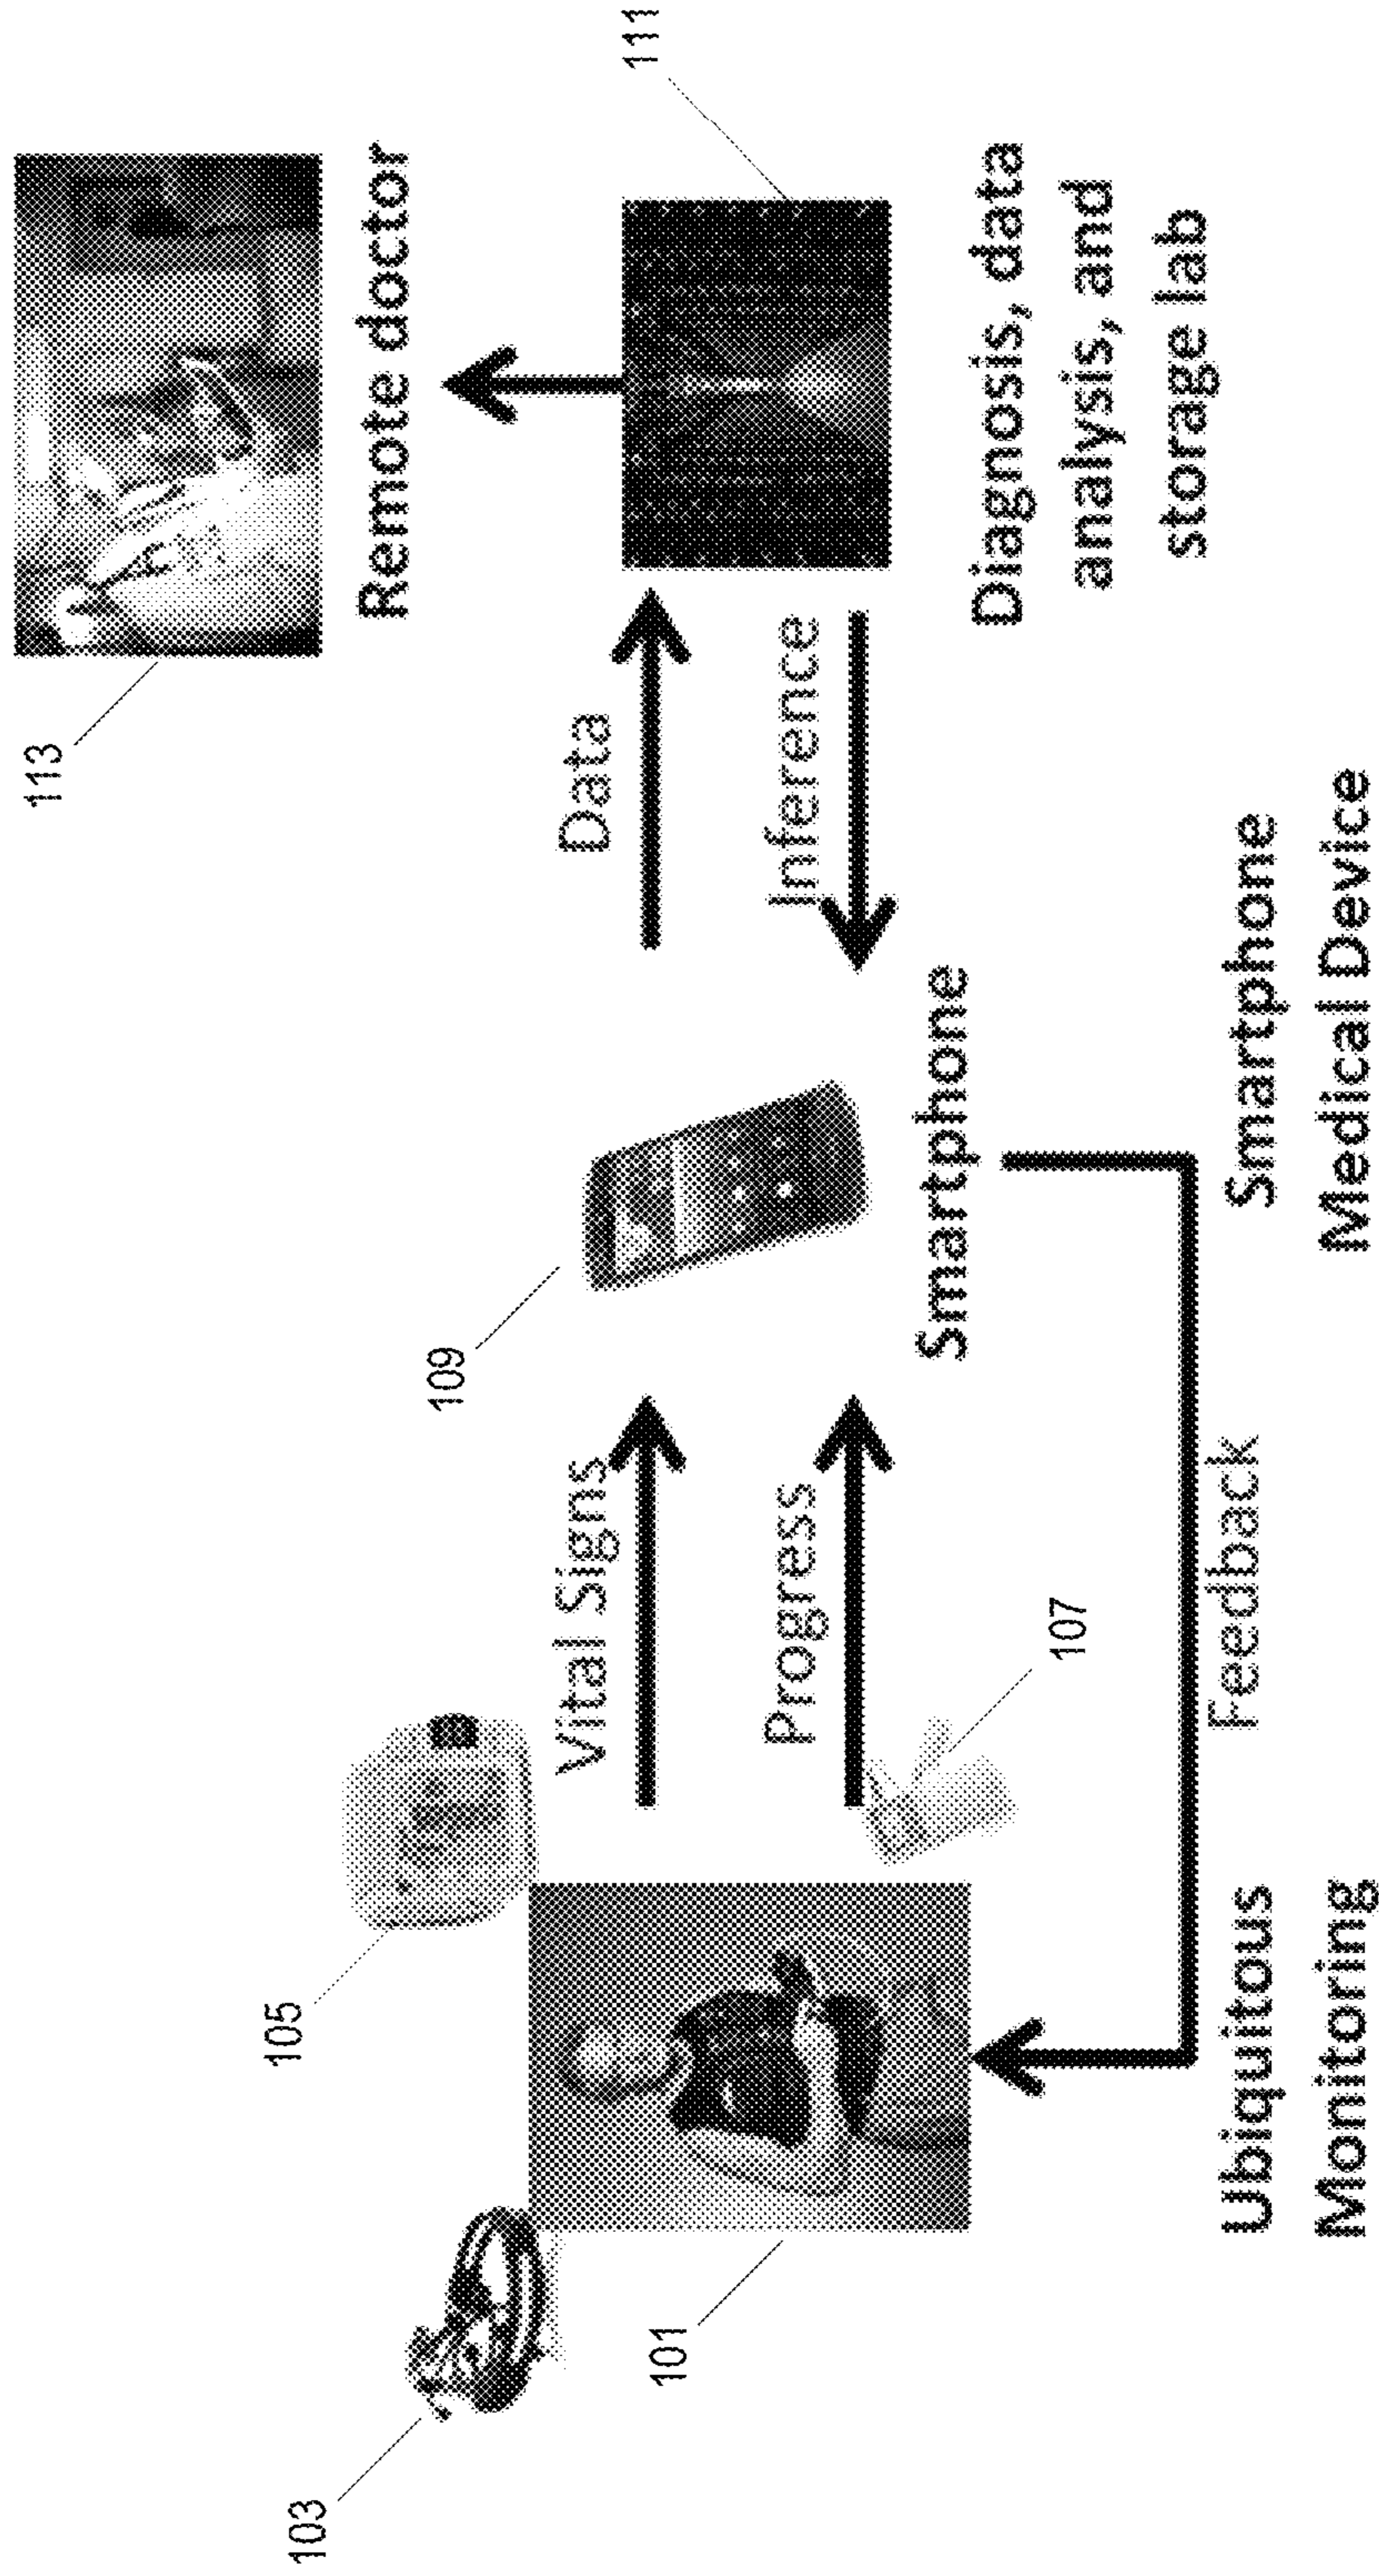 113
Remote doctor
111
Diagnosis, data
analysis, and
storage lab
Data
Inference
109
Smartphone
Smartphone
Medical Device
Vital Signs
Progress
107
Feedback
105
103
101
Ubiquitous
Monitoring